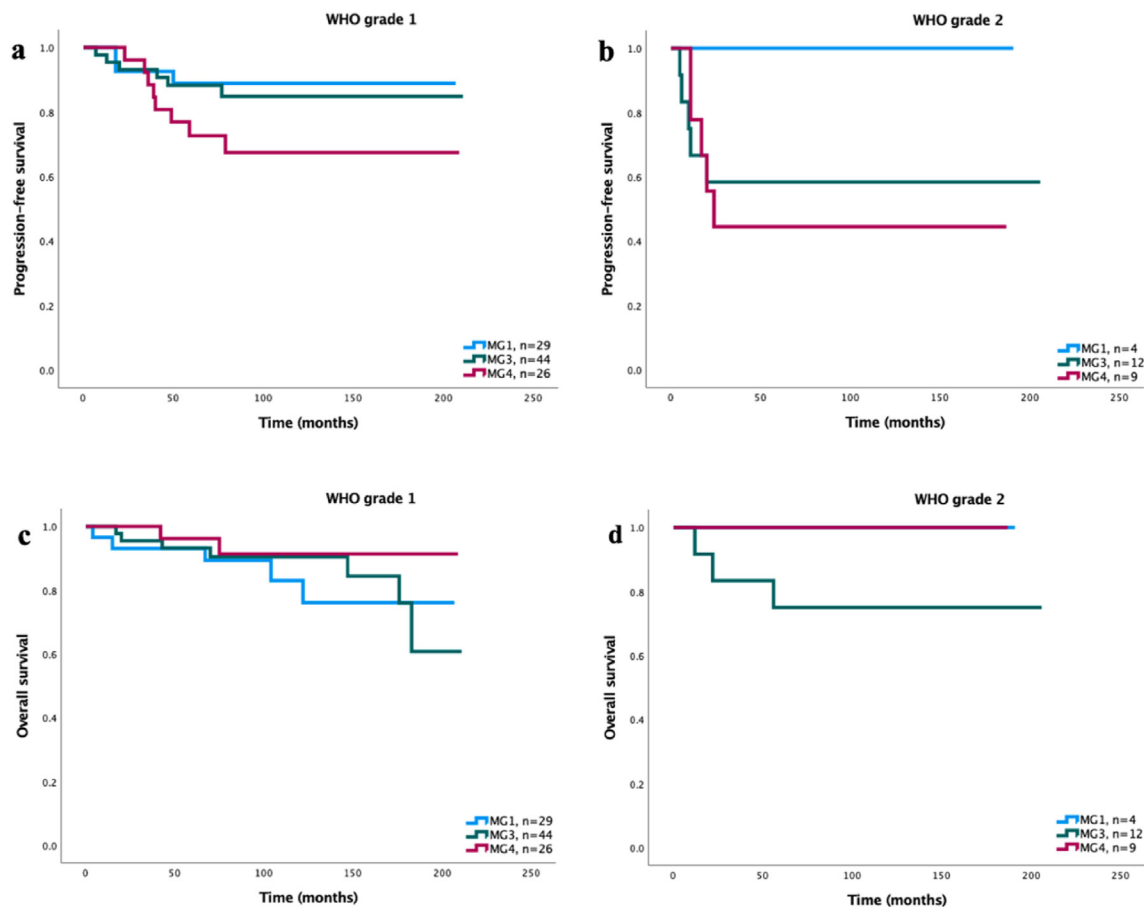 a
WHO grade 1
Progression-free survival
1.0
0.8
0.6
0.4
0.2
0.0
MG1, n=29
MG3, n=44
MG4, n=26
0 50 100 150 200 250
Time (months)
b
WHO grade 2
Progression-free survival
1.0
0.8
0.6
0.4
0.2
0.0
MG1, n=4
MG3, n=12
MG4, n=9
0 50 100 150 200 250
Time (months)
c
WHO grade 1
Overall survival
1.0
0.8
0.6
0.4
0.2
0.0
MG1, n=29
MG3, n=44
MG4, n=26
0 50 100 150 200 250
Time (months)
d
WHO grade 2
Overall survival
1.0
0.8
0.6
0.4
0.2
0.0
MG1, n=4
MG3, n=12
MG4, n=9
0 50 100 150 200 250
Time (months)